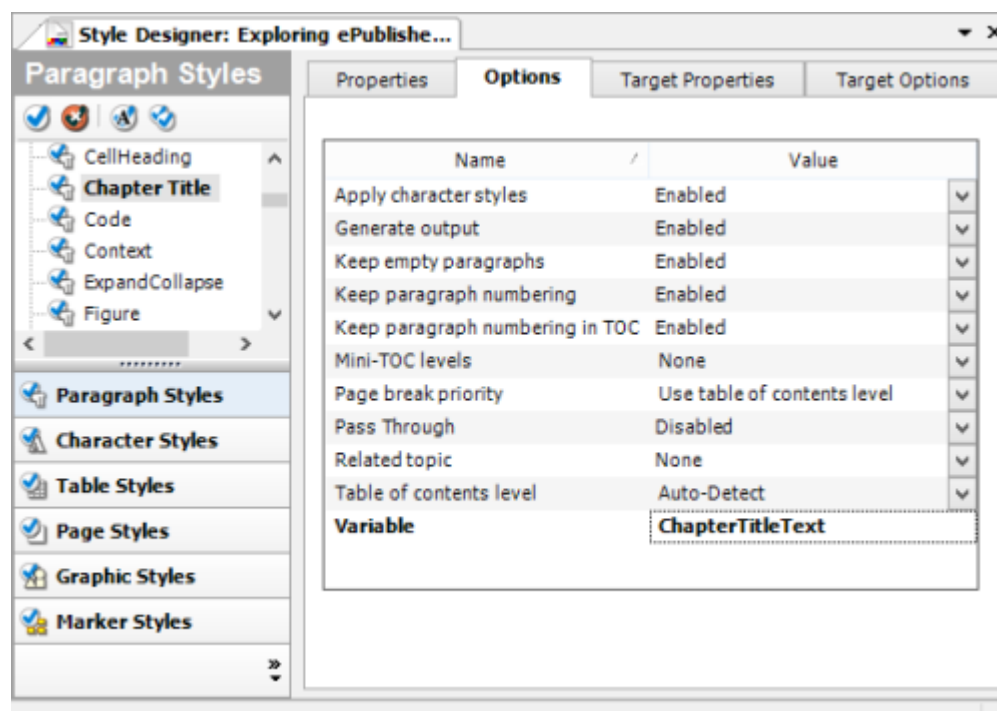 Style Designer: Exploring ePublishe...
Paragraph Styles
CellHeading
Chapter Title
Code
Context
ExpandCollapse
Figure
Paragraph Styles
Character Styles
Table Styles
Page Styles
Graphic Styles
Marker Styles
Properties Options Target Properties Target Options
Name Value
Apply character styles Enabled
Generate output Enabled
Keep empty paragraphs Enabled
Keep paragraph numbering Enabled
Keep paragraph numbering in TOC Enabled
Mini-TOC levels None
Page break priority Use table of contents level
Pass Through Disabled
Related topic None
Table of contents level Auto-Detect
Variable ChapterTitleText